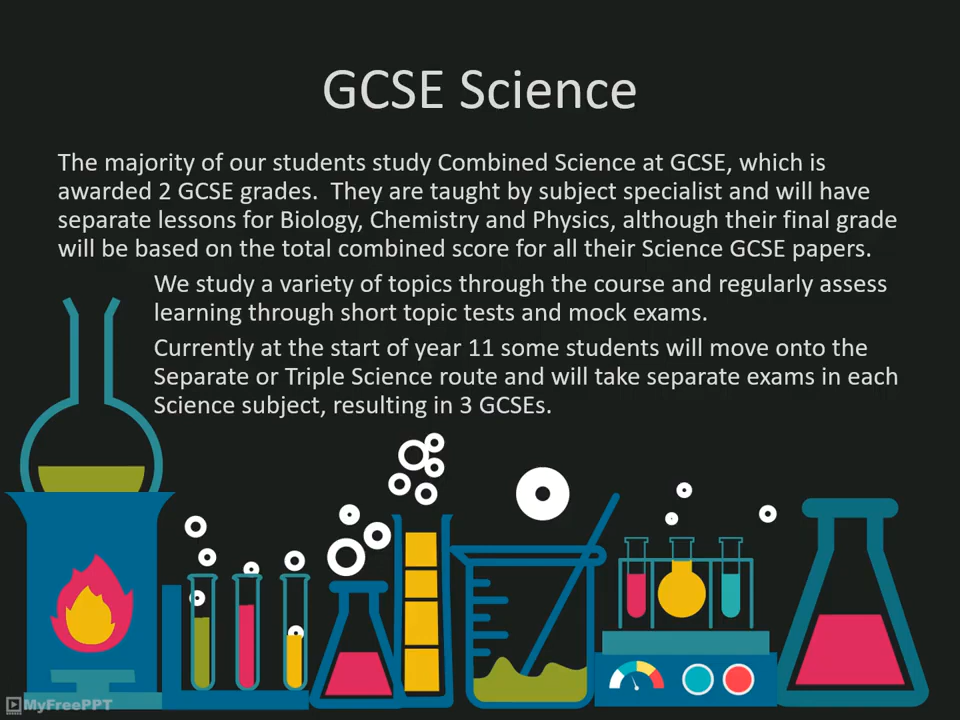 GCSE Science
The majority of our students study Combined Science at GCSE, which is
awarded 2 GCSE grades.  They are taught by subject specialist and will have
separate lessons for Biology, Chemistry and Physics, although their final grade
will be based on the total combined score for all their Science GCSE papers.
We study a variety of topics through the course and regularly assess
learning through short topic tests and mock exams.
Currently at the start of year 11 some students will move onto the
Separate or Triple Science route and will take separate exams in each
Science subject, resulting in 3 GCSEs.
MyFreePPT